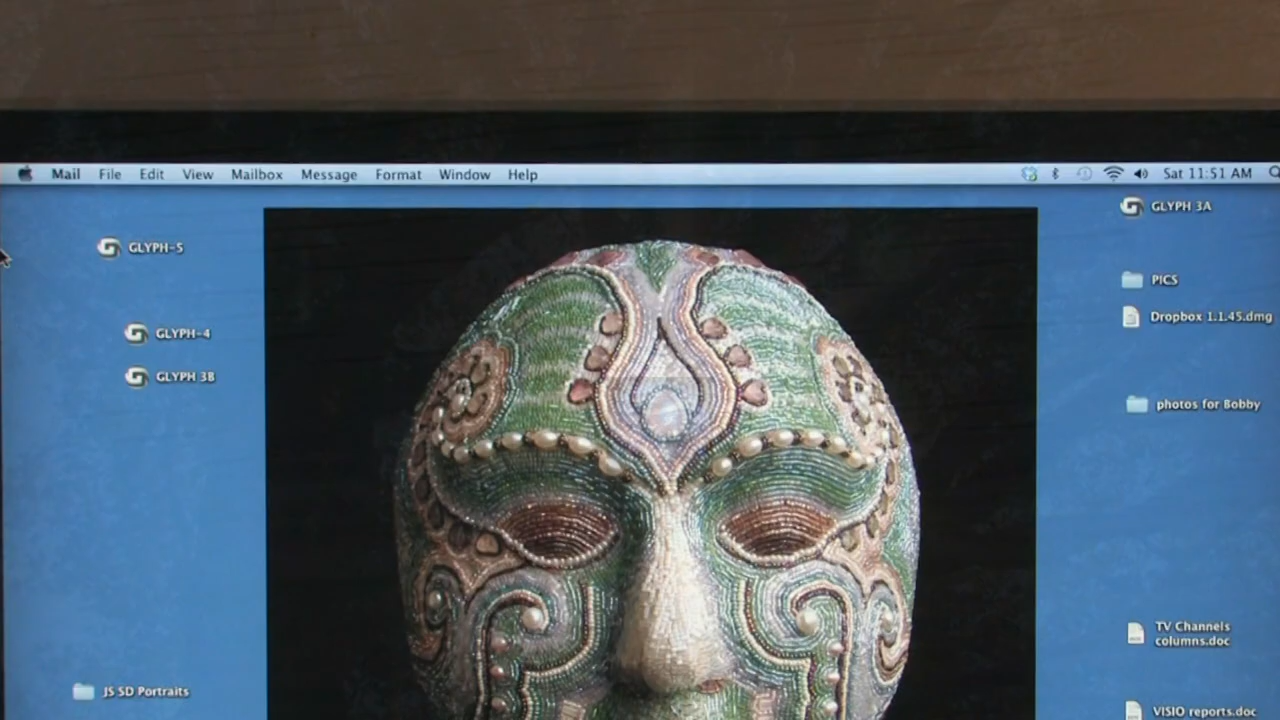 Mail File Edit View Mailbox Message Format Window Help
Sat 11:51 AM
GLYPH 3A
GLYPH-5
PICS
Dropbox 1.1.45.dmg
GLYPH-4
GLYPH 3B
photos for Bobby
TV Channels
columns.doc
JS SD Portraits
VISIO reports.doc